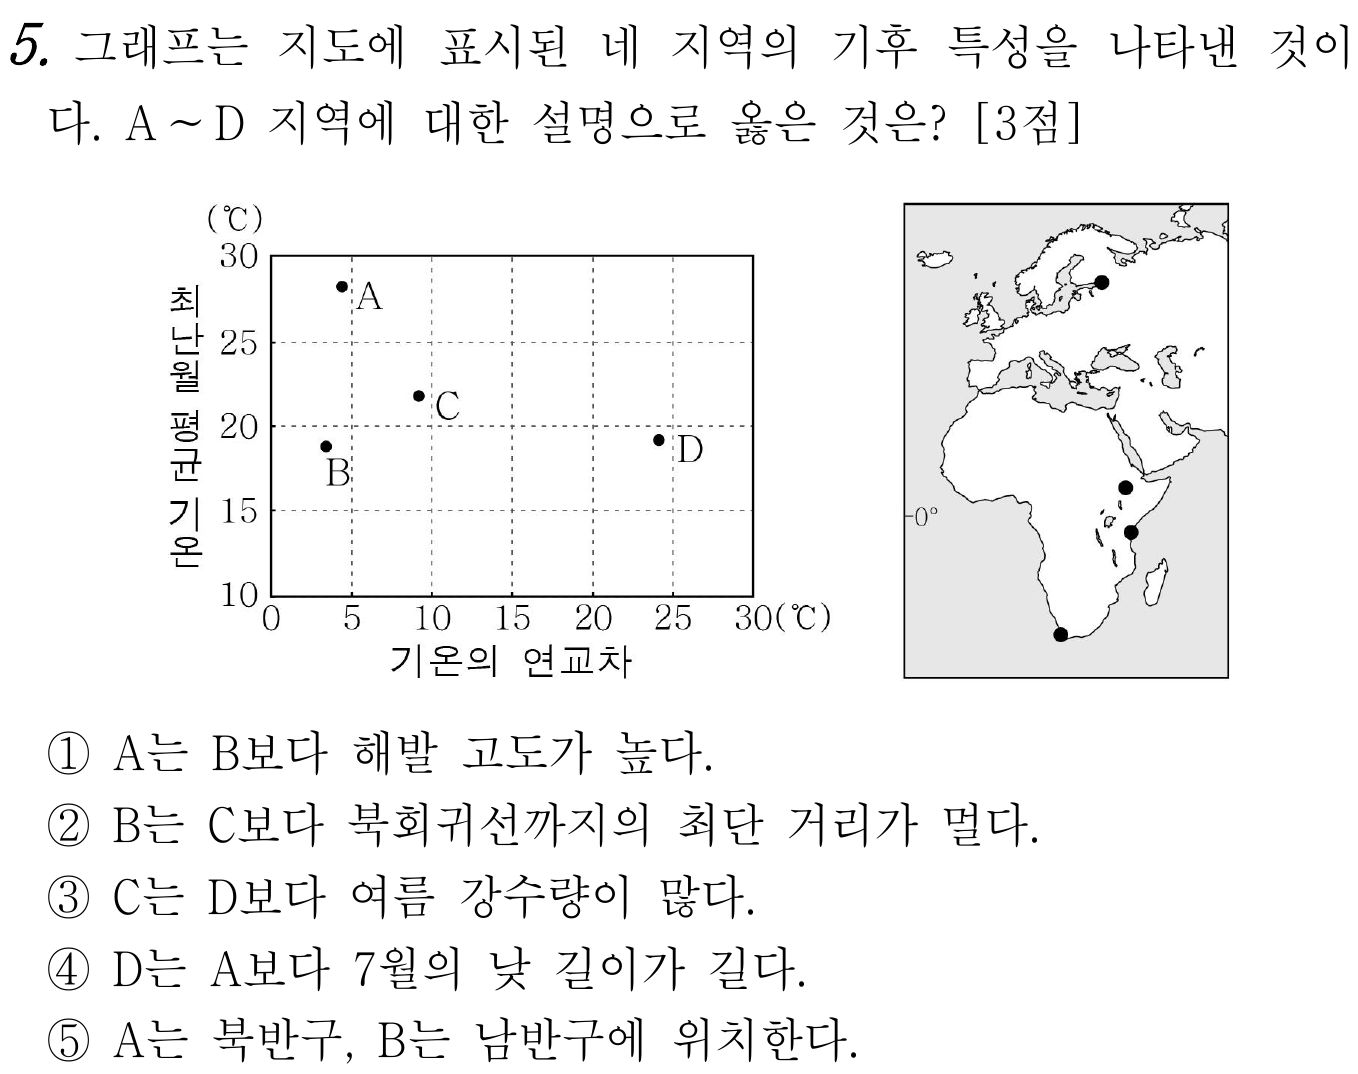 5. 그래프는 지도에 표시된 네 지역의 기후 특성을 나타낸 것이
다. A～D 지역에 대한 설명으로 옳은 것은? [3점]
(℃)
30
25
20
15
10
최난월 평균 기온
A
B
C
D
0 5 10 15 20 25 30(℃)
기온의 연교차
0°
① A는 B보다 해발 고도가 높다.
② B는 C보다 북회귀선까지의 최단 거리가 멀다.
③ C는 D보다 여름 강수량이 많다.
④ D는 A보다 7월의 낮 길이가 길다.
⑤ A는 북반구, B는 남반구에 위치한다.